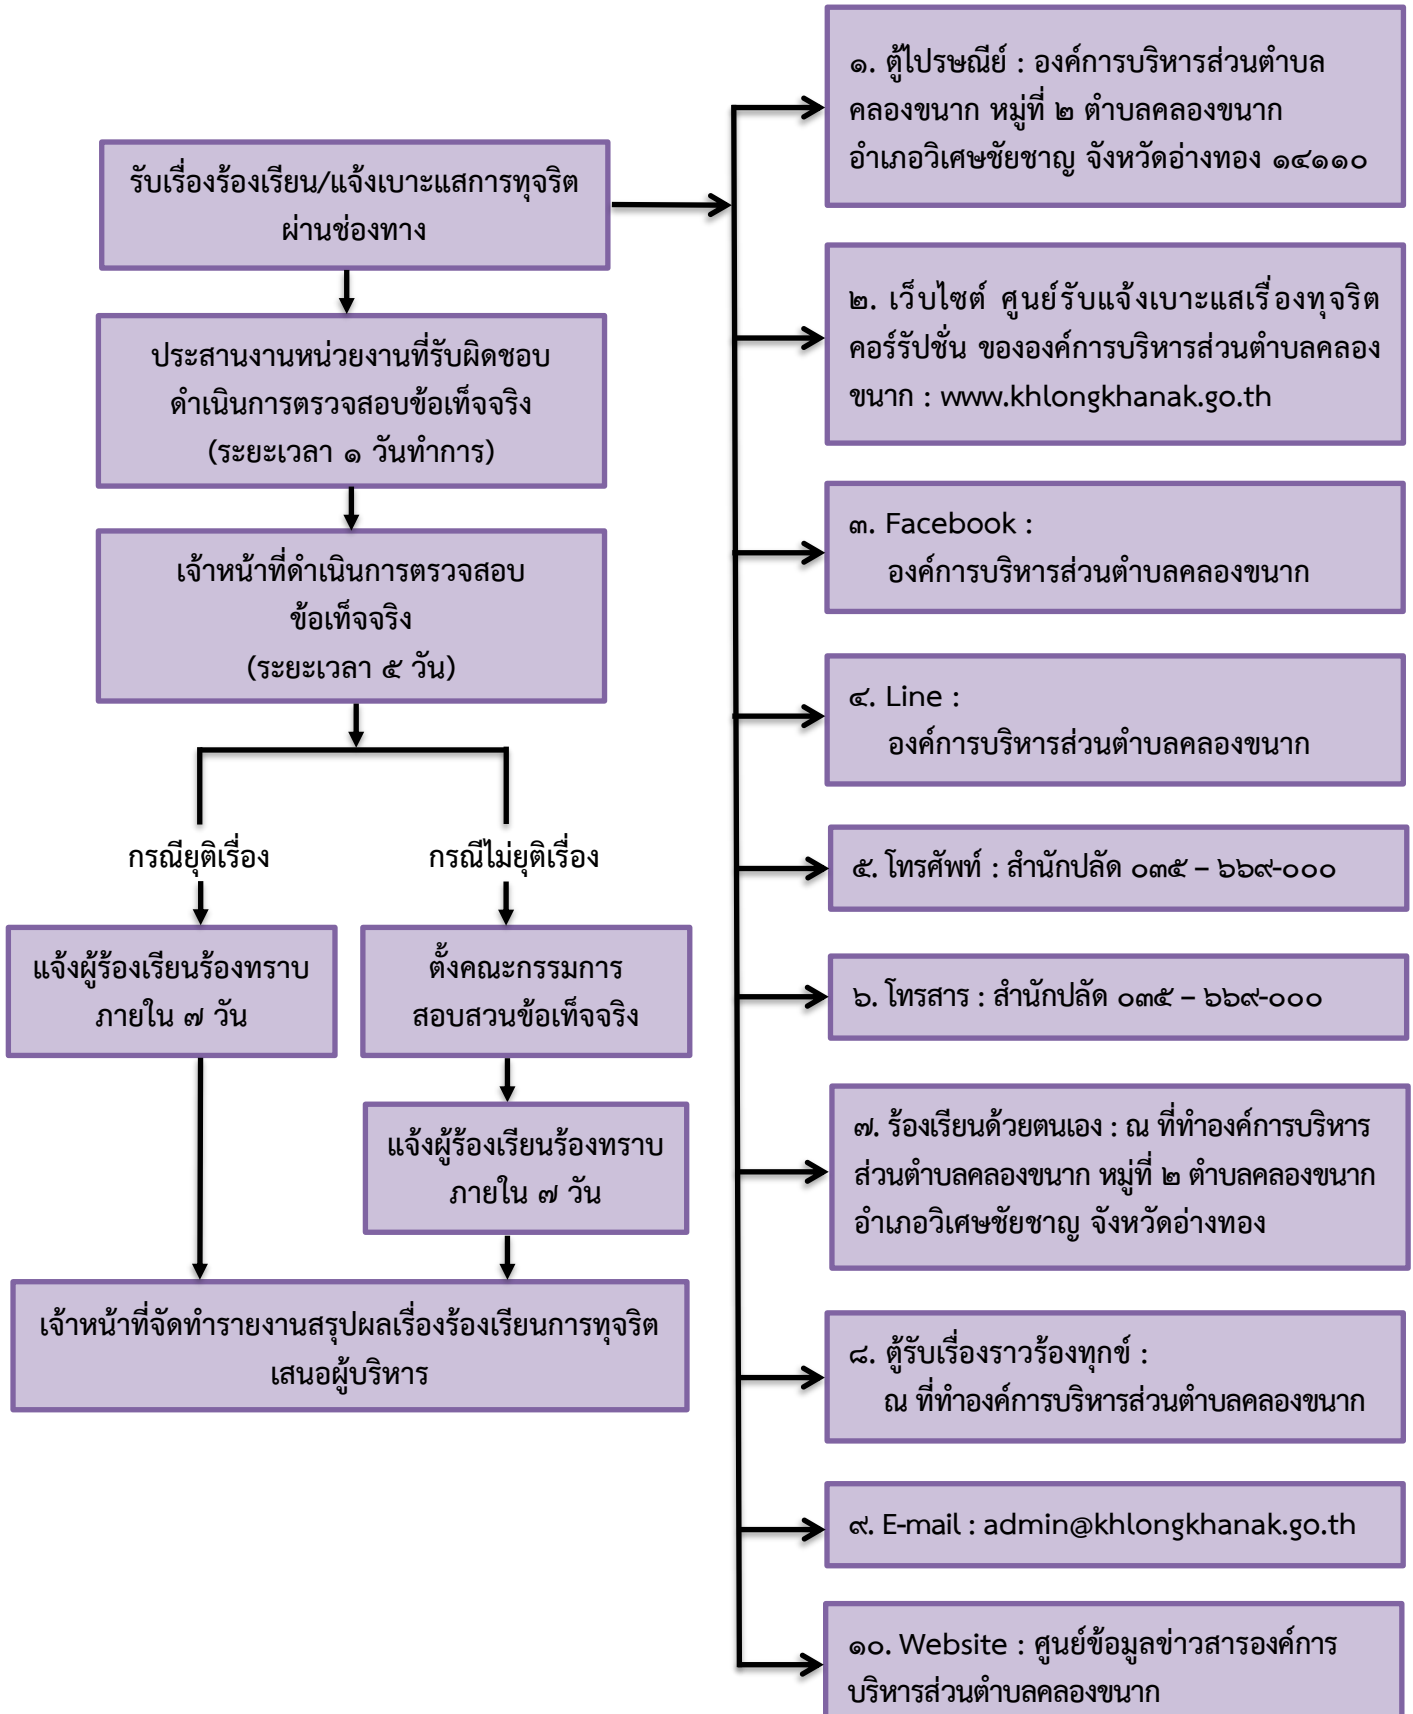 รับเรื่องร้องเรียน/แจ้งเบาะแสการทุจริต
ผ่านช่องทาง
ประสานงานหน่วยงานที่รับผิดชอบ
ดำเนินการตรวจสอบข้อเท็จจริง
(ระยะเวลา ๑ วันทำการ)
เจ้าหน้าที่ดำเนินการตรวจสอบ
ข้อเท็จจริง
(ระยะเวลา ๕ วัน)
กรณียุติเรื่อง
กรณีไม่ยุติเรื่อง
แจ้งผู้ร้องเรียนร้องทราบ
ภายใน ๗ วัน
ตั้งคณะกรรมการ
สอบสวนข้อเท็จจริง
แจ้งผู้ร้องเรียนร้องทราบ
ภายใน ๗ วัน
เจ้าหน้าที่จัดทำรายงานสรุปผลเรื่องร้องเรียนการทุจริต
เสนอผู้บริหาร
๑. ตู้ไปรษณีย์ : องค์การบริหารส่วนตำบล
คลองขนาก หมู่ที่ ๒ ตำบลคลองขนาก
อำเภอวิเศษชัยชาญ จังหวัดอ่างทอง ๑๔๑๑๐
๒. เว็บไซต์ ศูนย์รับแจ้งเบาะแสเรื่องทุจริต
คอร์รัปชั่น ขององค์การบริหารส่วนตำบลคลอง
ขนาก : www.khlongkhanak.go.th
๓. Facebook :
องค์การบริหารส่วนตำบลคลองขนาก
๔. Line :
องค์การบริหารส่วนตำบลคลองขนาก
๕. โทรศัพท์ : สำนักปลัด ๐๓๕ – ๖๖๙-๐๐๐
๖. โทรสาร : สำนักปลัด ๐๓๕ – ๖๖๙-๐๐๐
๗. ร้องเรียนด้วยตนเอง : ณ ที่ทำองค์การบริหาร
ส่วนตำบลคลองขนาก หมู่ที่ ๒ ตำบลคลองขนาก
อำเภอวิเศษชัยชาญ จังหวัดอ่างทอง
๘. ตู้รับเรื่องราวร้องทุกข์ :
ณ ที่ทำองค์การบริหารส่วนตำบลคลองขนาก
๙. E-mail : admin@khlongkhanak.go.th
๑๐. Website : ศูนย์ข้อมูลข่าวสารองค์การ
บริหารส่วนตำบลคลองขนาก